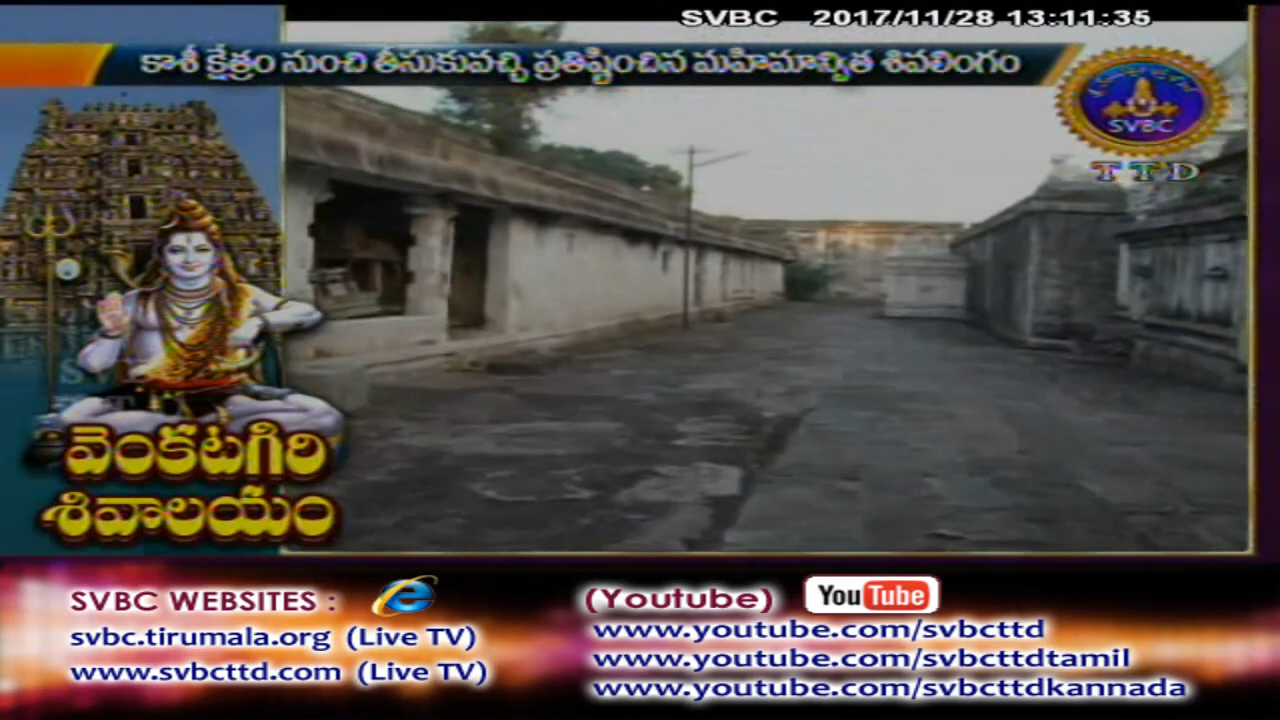 SVBC 2017/11/28 13:11:35
కాశీ క్షేత్రం నుంచి తీసుకువచ్చి ప్రతిష్టించిన మహిమాన్విత శివలింగం
SVBC
TTD
వెంకటగిరి
శివాలయం
SVBC WEBSITES :
svbc.tirumala.org (Live TV)
www.svbcttd.com (Live TV)
(Youtube) YouTube
www.youtube.com/svbcttd
www.youtube.com/svbcttdtamil
www.youtube.com/svbcttdkannada